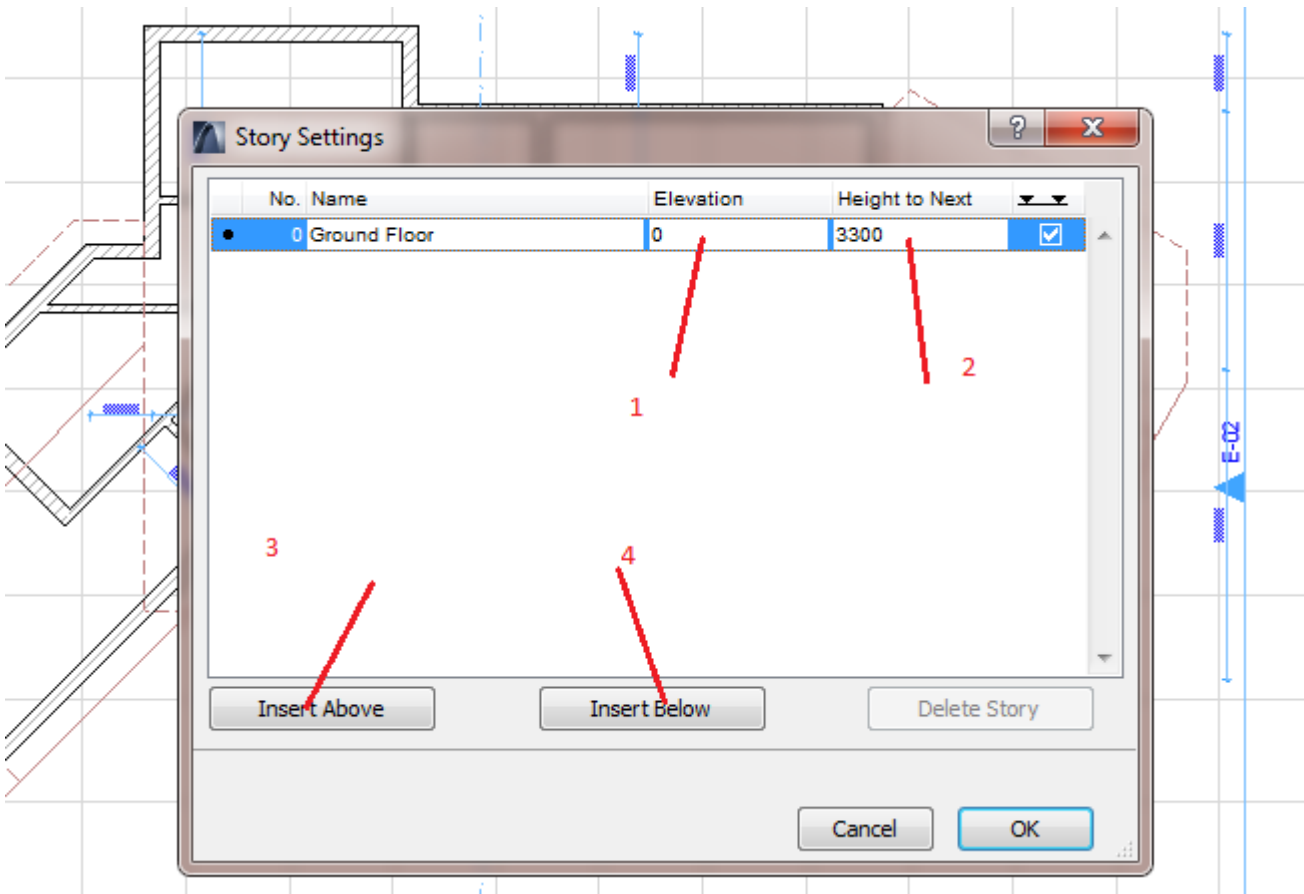 Story Settings
No. Name Elevation Height to Next
0 Ground Floor 0 3300
2
1
E-02
3
4
Insert Above Insert Below Delete Story
Cancel OK